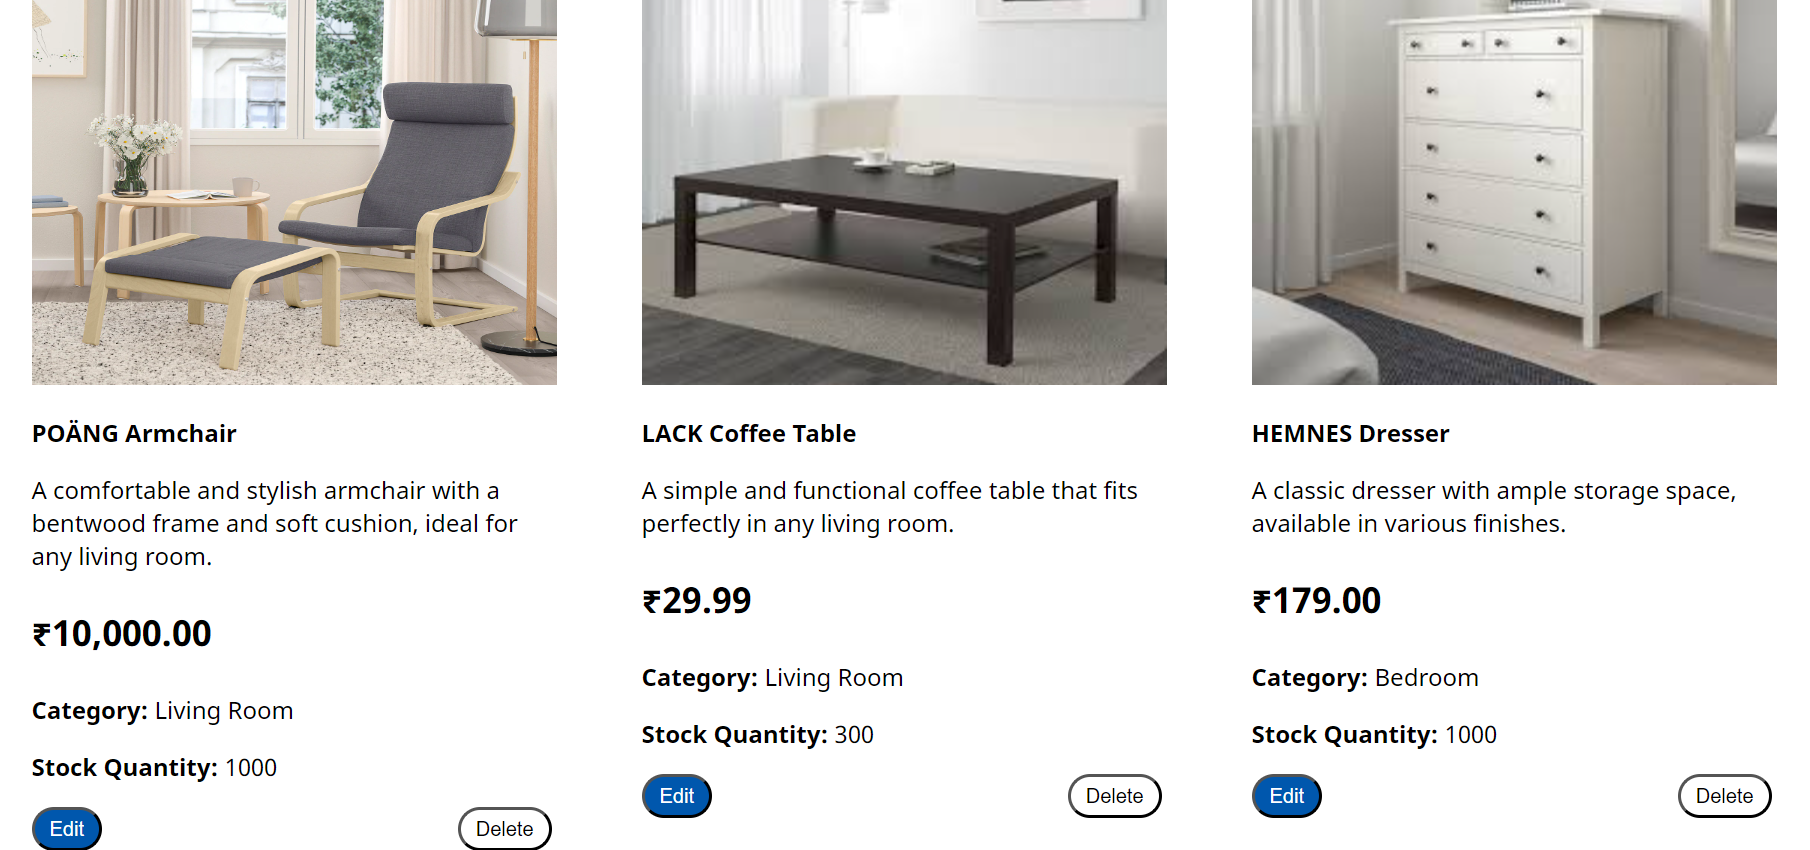 POÄNG Armchair
A comfortable and stylish armchair with a
bentwood frame and soft cushion, ideal for
any living room.
₹10,000.00
Category: Living Room
Stock Quantity: 1000
Edit
Delete
LACK Coffee Table
A simple and functional coffee table that fits
perfectly in any living room.
₹29.99
Category: Living Room
Stock Quantity: 300
Edit
Delete
HEMNES Dresser
A classic dresser with ample storage space,
available in various finishes.
₹179.00
Category: Bedroom
Stock Quantity: 1000
Edit
Delete